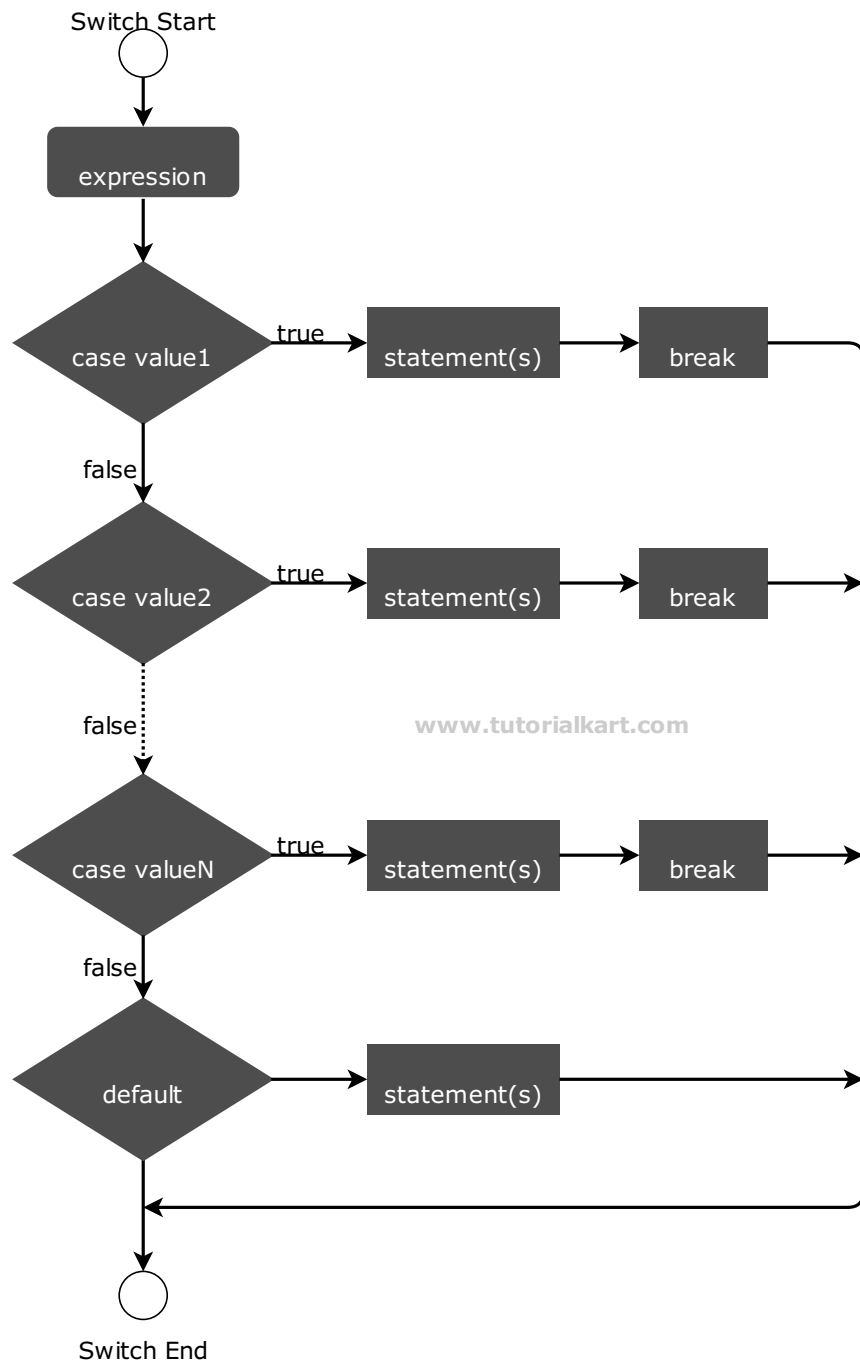 Switch Start
expression
case value1
true
statement(s)
break
false
case value2
true
statement(s)
break
false
www.tutorialkart.com
case valueN
true
statement(s)
break
false
default
statement(s)
Switch End